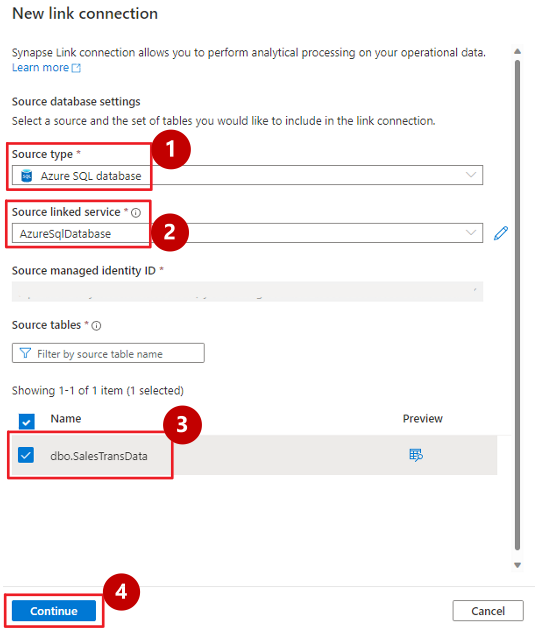 New link connection
Synapse Link connection allows you to perform analytical processing on your operational data.
Learn more
Source database settings
Select a source and the set of tables you would like to include in the link connection.
1
Source type *
SQL Azure SQL database
Source linked service *
2
AzureSqlDatabase
Source managed identity ID *
Source tables *
Filter by source table name
Showing 1-1 of 1 item (1 selected)
Name Preview
3
dbo.SalesTransData
4
Continue Cancel